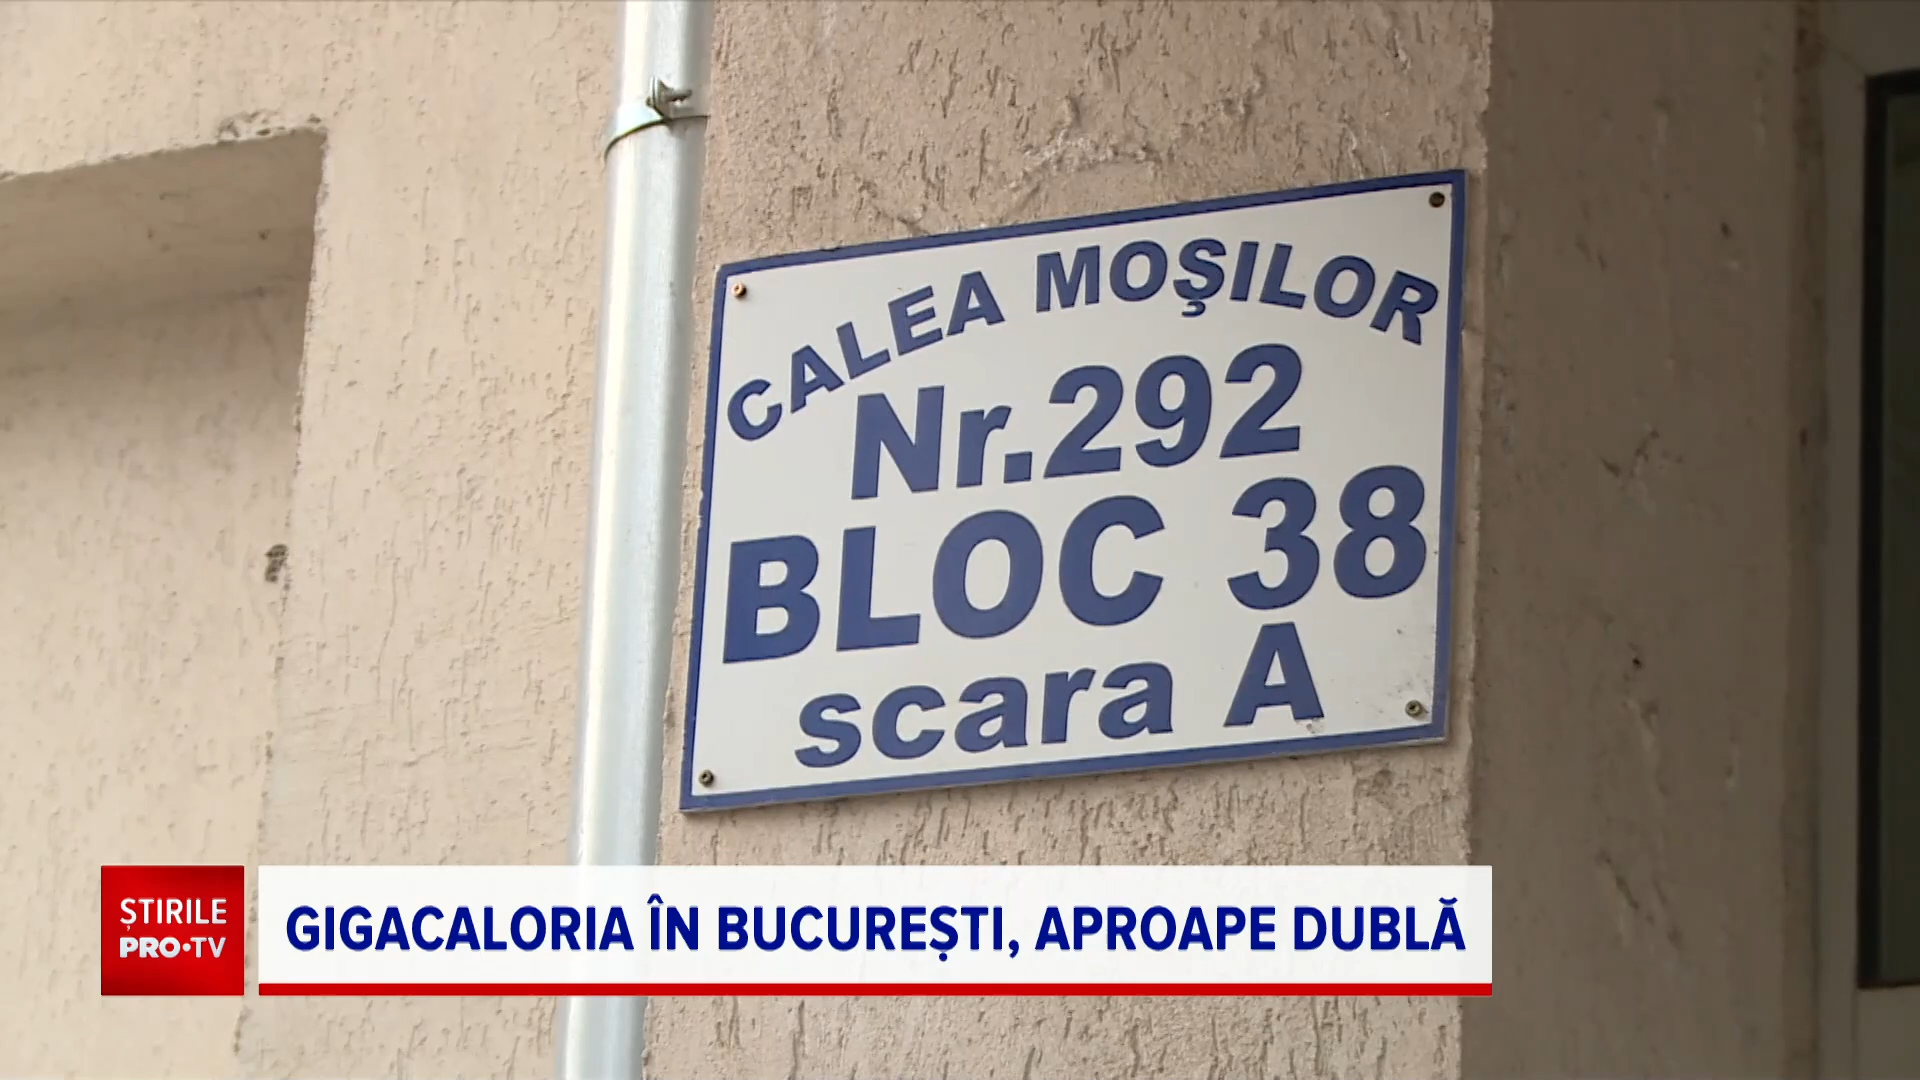 CALEA MOŞILOR
Nr.292
BLOC 38
scara A
ȘTIRILE
PRO•TV
GIGACALORIA ÎN BUCUREȘTI, APROAPE DUBLĂ